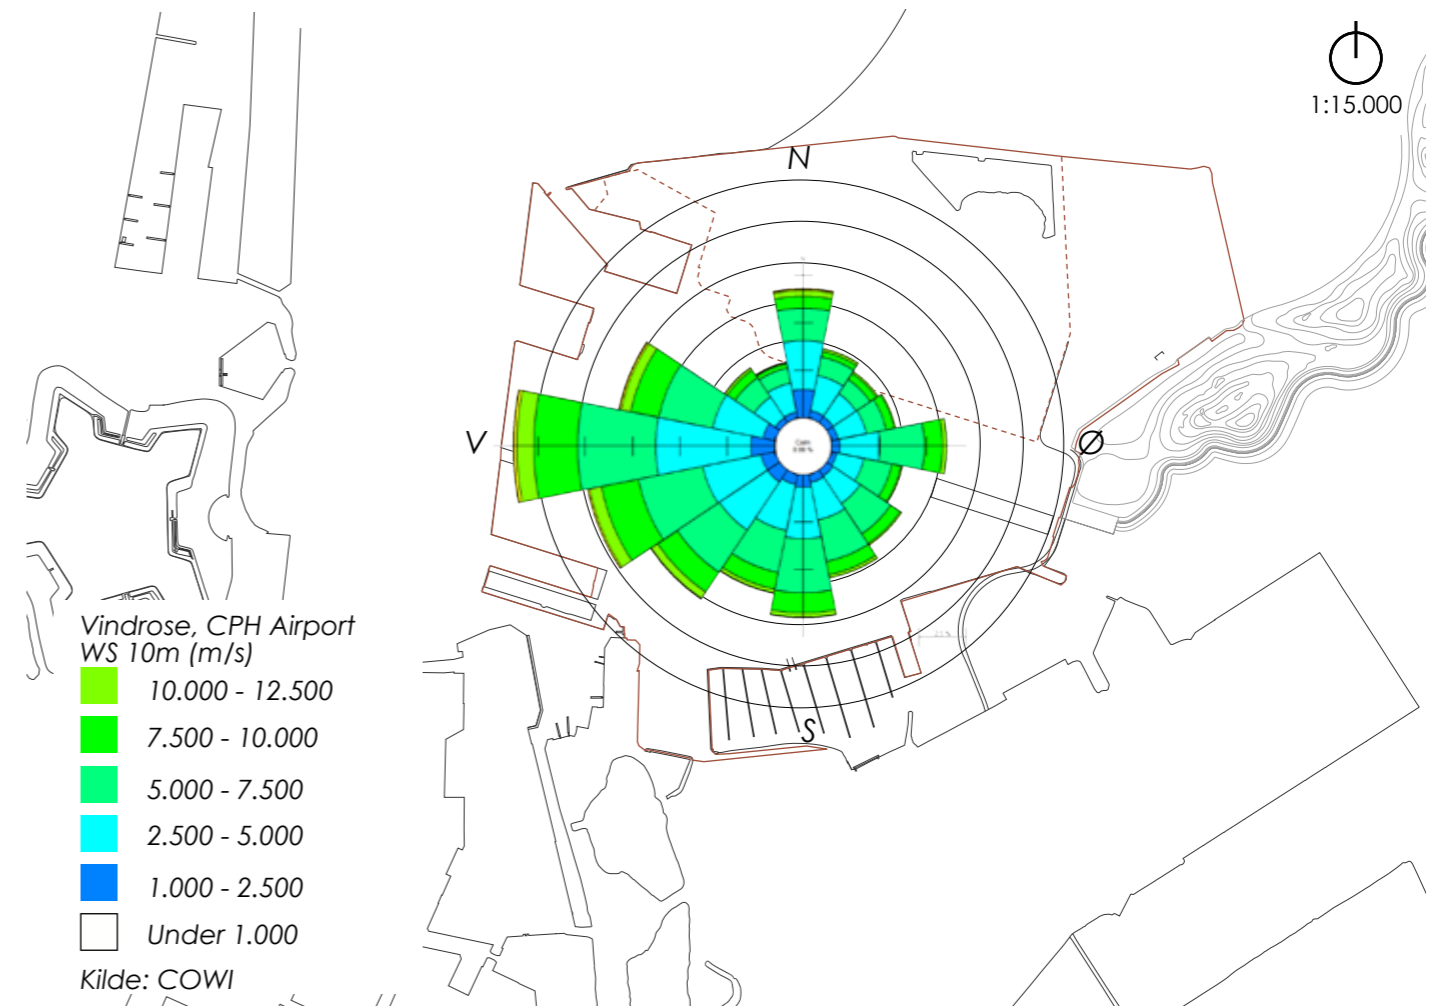 1:15.000
N
V
Ø
S
Vindrose, CPH Airport
WS 10m (m/s)
10.000 - 12.500
7.500 - 10.000
5.000 - 7.500
2.500 - 5.000
1.000 - 2.500
Under 1.000
Kilde: COWI